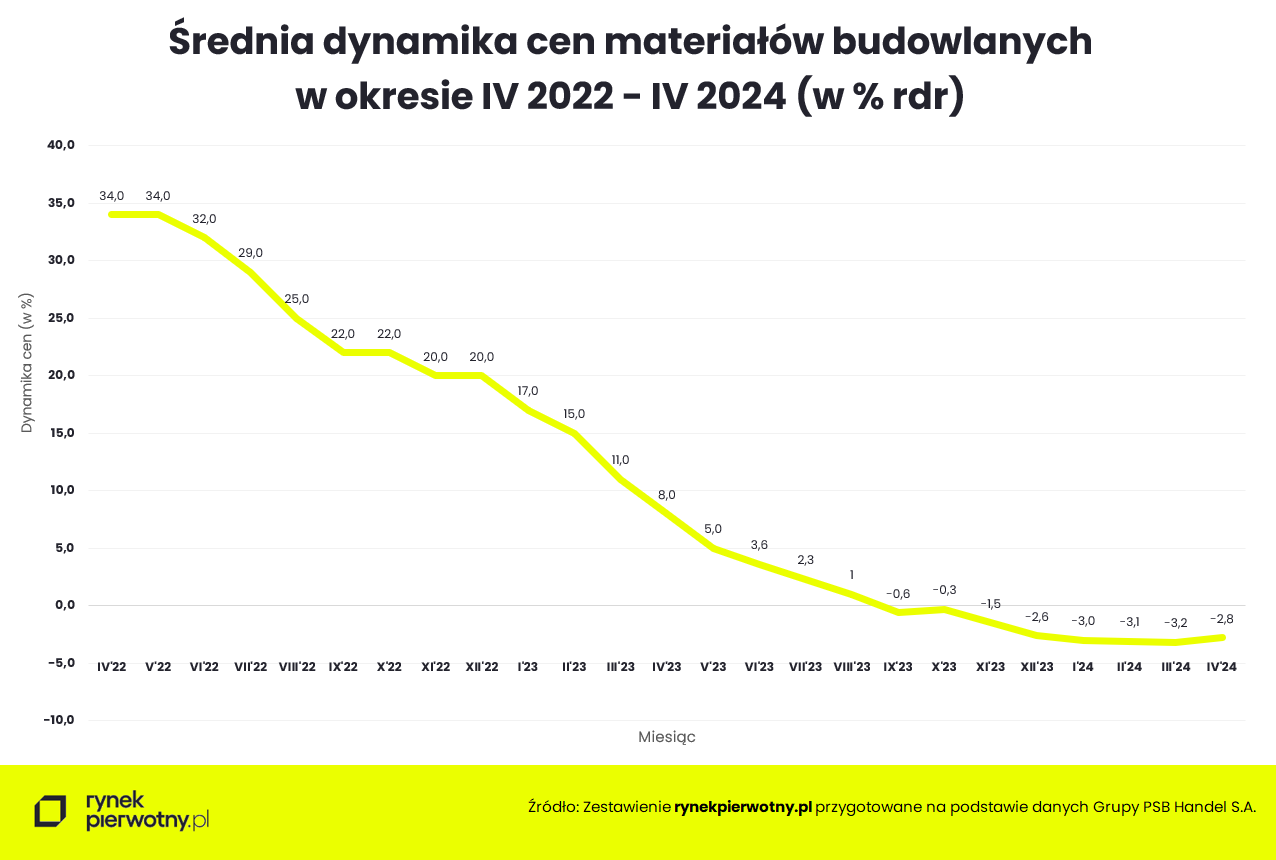 Średnia dynamika cen materiałów budowlanych
w okresie IV 2022 - IV 2024 (w % rdr)
Dynamika cen (w %)
40,0
35,0
30,0
25,0
20,0
15,0
10,0
5,0
0,0
-5,0
-10,0
34,0 34,0 32,0 29,0 25,0 22,0 22,0 20,0 20,0 17,0 15,0 11,0 8,0 5,0 3,6 2,3 1 -0,6 -0,3 -1,5 -2,6 -3,0 -3,1 -3,2 -2,8
IV'22 V'22 VI'22 VII'22 VIII'22 IX'22 X'22 XI'22 XII'22 I'23 II'23 III'23 IV'23 V'23 VI'23 VII'23 VIII'23 IX'23 X'23 XI'23 XII'23 I'24 II'24 III'24 IV'24
Miesiąc
rynek
pierwotny.pl
Źródło: Zestawienie rynekpierwotny.pl przygotowane na podstawie danych Grupy PSB Handel S.A.